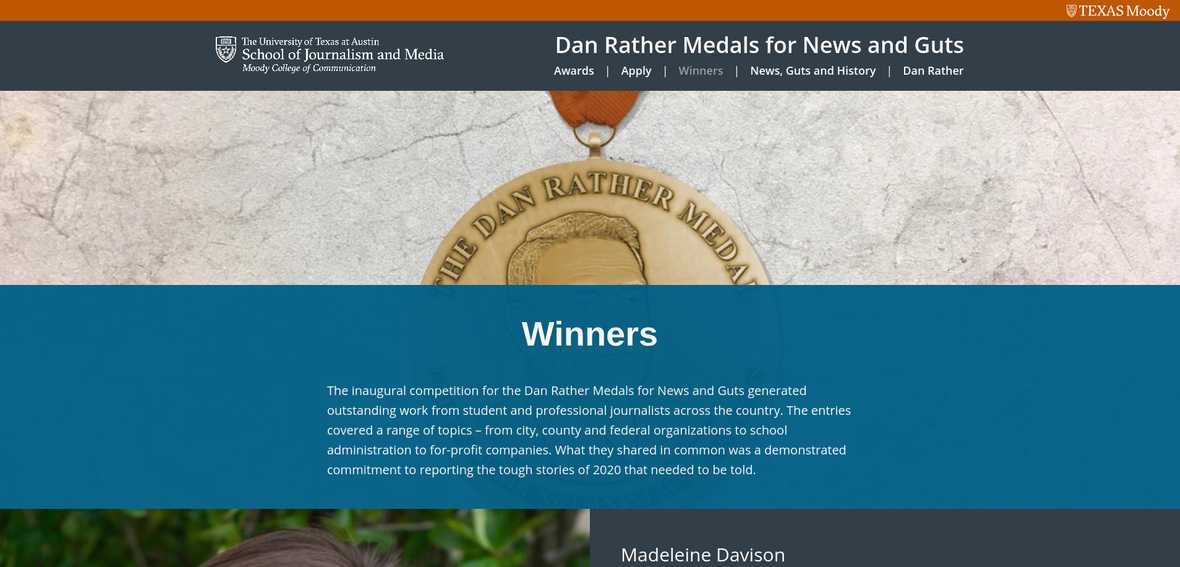 TEXAS Moody
The University of Texas at Austin
School of Journalism and Media
Moody College of Communication
Dan Rather Medals for News and Guts
Awards | Apply | Winners | News, Guts and History | Dan Rather
THE DAN RATHER MEDAL
Winners
The inaugural competition for the Dan Rather Medals for News and Guts generated
outstanding work from student and professional journalists across the country. The entries
covered a range of topics – from city, county and federal organizations to school
administration to for-profit companies. What they shared in common was a demonstrated
commitment to reporting the tough stories of 2020 that needed to be told.
Madeleine Davison